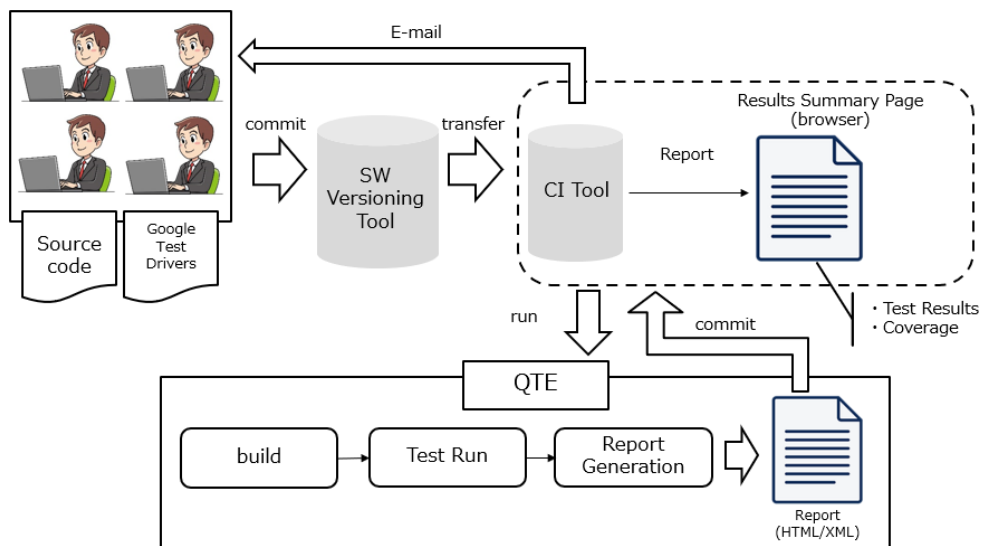 E-mail
commit
transfer
SW
Versioning
Tool
CI Tool
Report
Results Summary Page
(browser)
Source
code
Google
Test
Drivers
・Test Results
・Coverage
run
commit
QTE
build
Test Run
Report
Generation
Report
(HTML/XML)